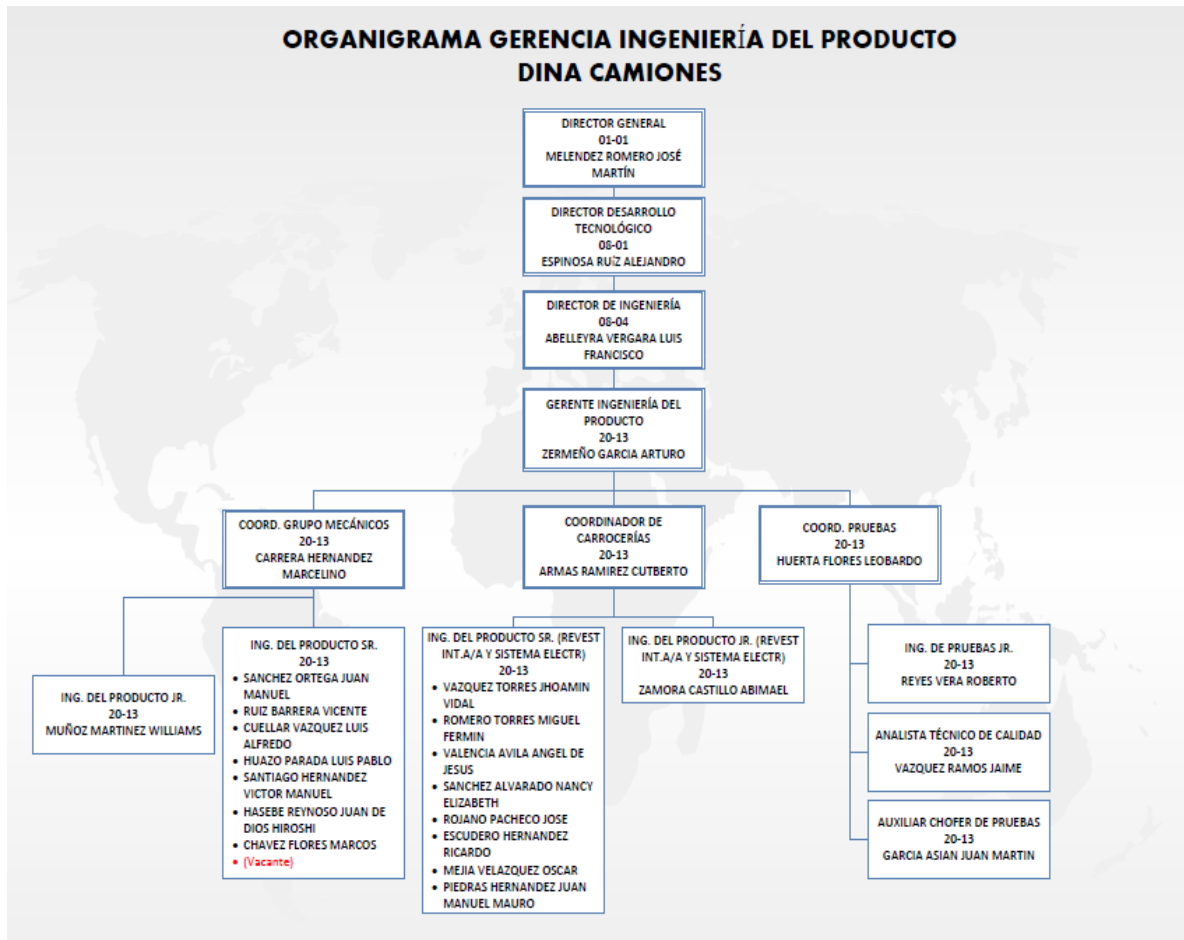 ORGANIGRAMA GERENCIA INGENIERÍA DEL PRODUCTO
DINA CAMIONES
DIRECTOR GENERAL
01-01
MELENDEZ ROMERO JOSÉ
MARTÍN
DIRECTOR DESARROLLO
TECNOLÓGICO
08-01
ESPINOSA RUÍZ ALEJANDRO
DIRECTOR DE INGENIERÍA
08-04
ABELLEYRA VERGARA LUIS
FRANCISCO
GERENTE INGENIERÍA DEL
PRODUCTO
20-13
ZERMEÑO GARCIA ARTURO
COORD. GRUPO MECÁNICOS
20-13
CARRERA HERNANDEZ
MARCELINO
COORDINADOR DE
CARROCERÍAS
20-13
ARMAS RAMIREZ CUTBERTO
COORD. PRUEBAS
20-13
HUERTA FLORES LEOBARDO
ING. DEL PRODUCTO JR.
20-13
MUÑOZ MARTINEZ WILLIAMS
ING. DEL PRODUCTO SR.
20-13
• SANCHEZ ORTEGA JUAN
MANUEL
• RUIZ BARRERA VICENTE
• CUELLAR VAZQUEZ LUIS
ALFREDO
• HUAZO PARADA LUIS PABLO
• SANTIAGO HERNANDEZ
VICTOR MANUEL
• HASEBE REYNOSO JUAN DE
DIOS HIROSHI
• CHAVEZ FLORES MARCOS
• (Vacante)
ING. DEL PRODUCTO SR. (REVEST
INT.A/A Y SISTEMA ELECTR)
20-13
• VAZQUEZ TORRES JHOAMIN
VIDAL
• ROMERO TORRES MIGUEL
FERMIN
• VALENCIA AVILA ANGEL DE
JESUS
• SANCHEZ ALVARADO NANCY
ELIZABETH
• ROJANO PACHECO JOSE
• ESCUDERO HERNANDEZ
RICARDO
• MEJIA VELAZQUEZ OSCAR
• PIEDRAS HERNANDEZ JUAN
MANUEL MAURO
ING. DEL PRODUCTO JR. (REVEST
INT.A/A Y SISTEMA ELECTR)
20-13
ZAMORA CASTILLO ABIMAEL
ING. DE PRUEBAS JR.
20-13
REYES VERA ROBERTO
ANALISTA TÉCNICO DE CALIDAD
20-13
VAZQUEZ RAMOS JAIME
AUXILIAR CHOFER DE PRUEBAS
20-13
GARCIA ASIAN JUAN MARTIN